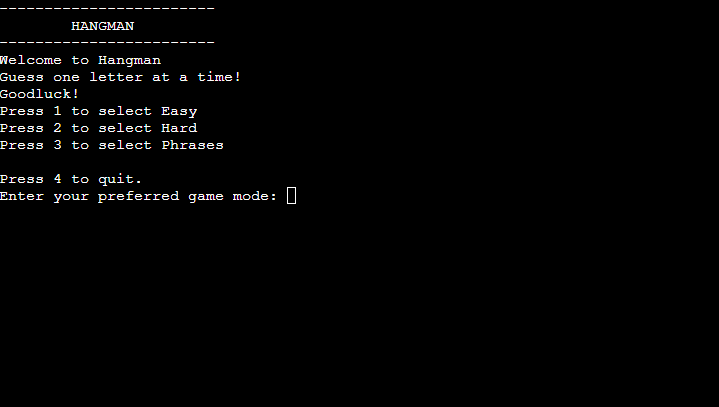 ------------------------
HANGMAN
------------------------
Welcome to Hangman
Guess one letter at a time!
Goodluck!
Press 1 to select Easy
Press 2 to select Hard
Press 3 to select Phrases
Press 4 to quit.
Enter your preferred game mode: